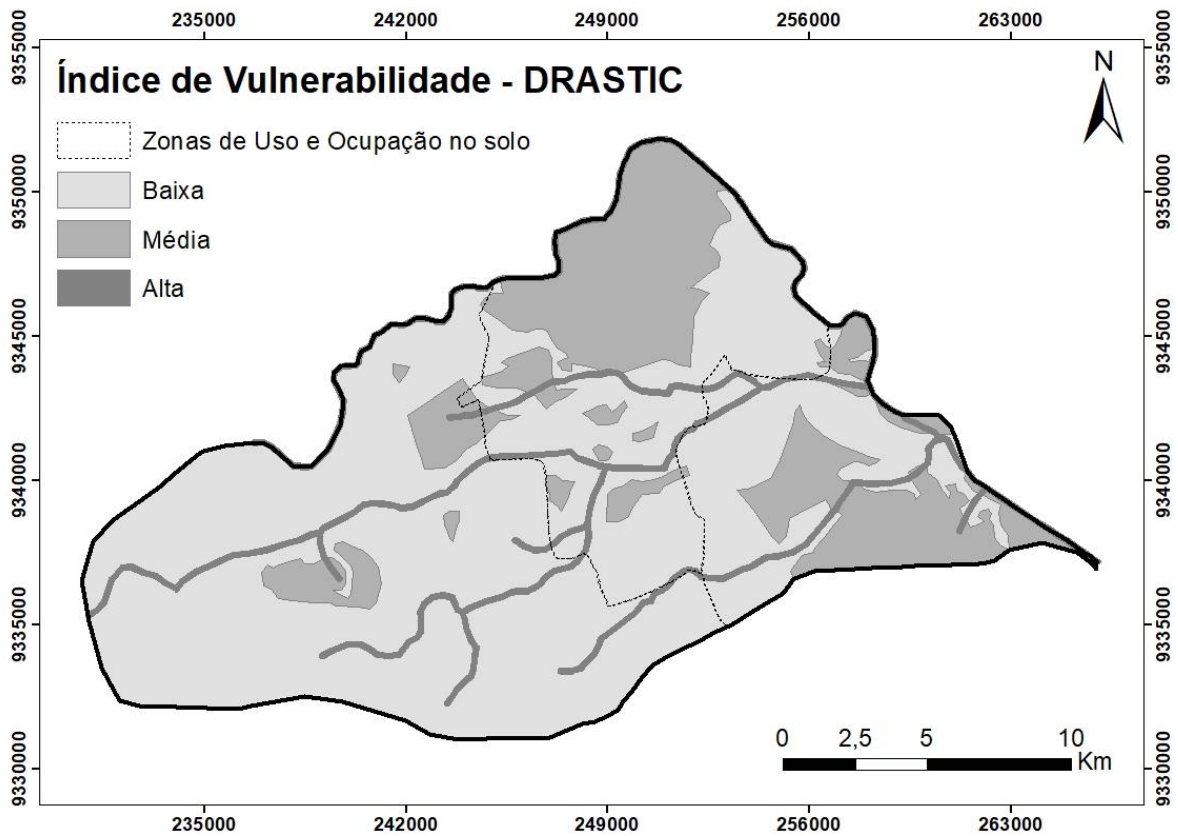 235000 242000 249000 256000 263000
Índice de Vulnerabilidade - DRASTIC
N
Zonas de Uso e Ocupação no solo
Baixa
Média
Alta
9355000 9355000
9350000 9350000
9345000 9345000
9340000 9340000
9335000 9335000
9330000 9330000
0 2,5 5 10
Km
235000 242000 249000 256000 263000